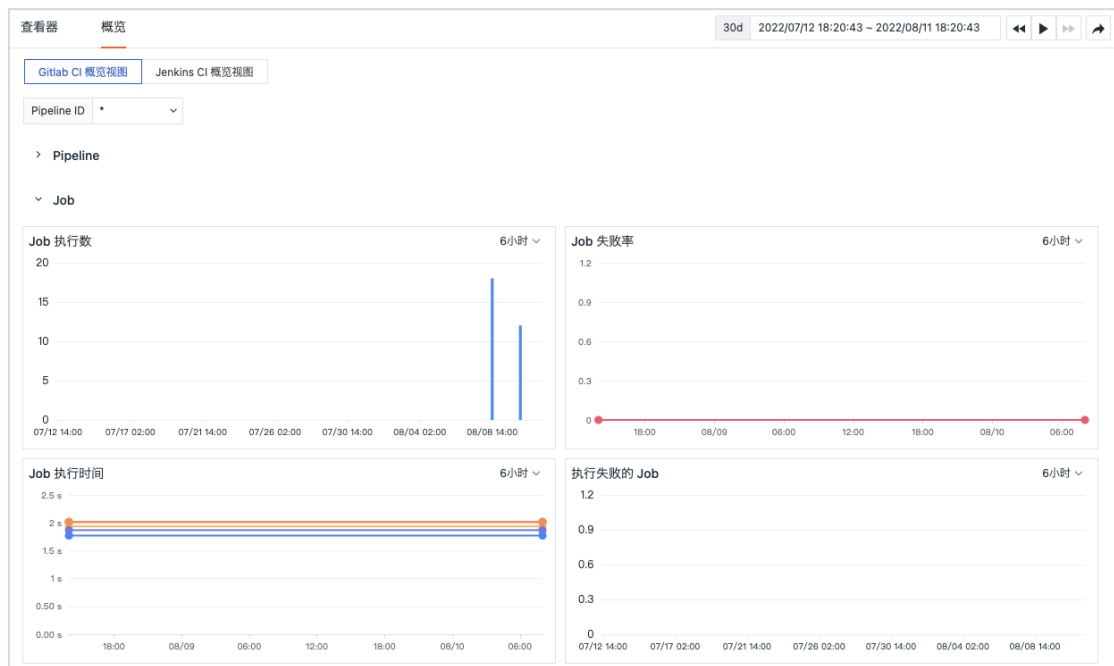 查看器 概览 30d 2022/07/12 18:20:43 ~ 2022/08/11 18:20:43
Gitlab CI 概览视图 Jenkins CI 概览视图
Pipeline ID *
Pipeline
Job
Job 执行数 6小时
20
15
10
5
0
07/12 14:00 07/17 02:00 07/21 14:00 07/26 02:00 07/30 14:00 08/04 02:00 08/08 14:00
Job 失败率 6小时
1.2
0.9
0.6
0.3
0
18:00 08/09 06:00 12:00 18:00 08/10 06:00
Job 执行时间 6小时
2.5 s
2 s
1.5 s
1 s
0.50 s
0.00 s
18:00 08/09 06:00 12:00 18:00 08/10 06:00
执行失败的 Job 6小时
1.2
0.9
0.6
0.3
0
07/12 14:00 07/17 02:00 07/21 14:00 07/26 02:00 07/30 14:00 08/04 02:00 08/08 14:00